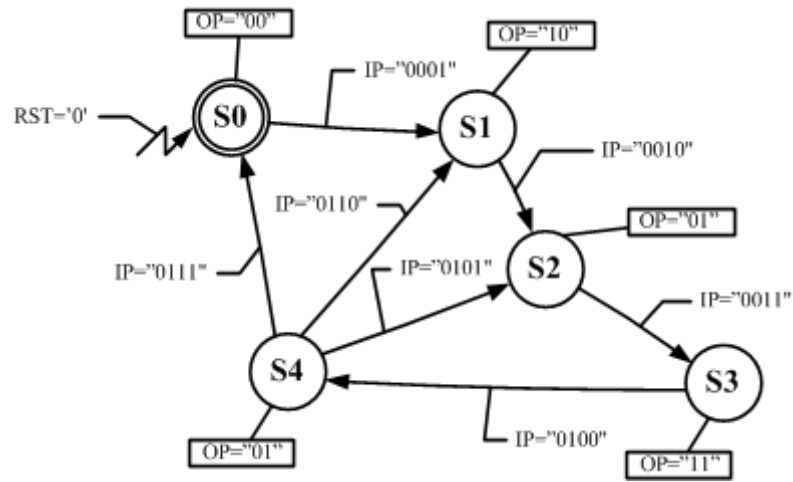 OP=”00”
OP=”10”
IP=”0001"
RST='0'
S0
S1
IP=”0010"
IP=”0110"
OP=”01”
IP=”0111"
IP=”0101"
S2
IP=”0011"
S4
S3
IP=”0100"
OP=”01”
OP=”11”